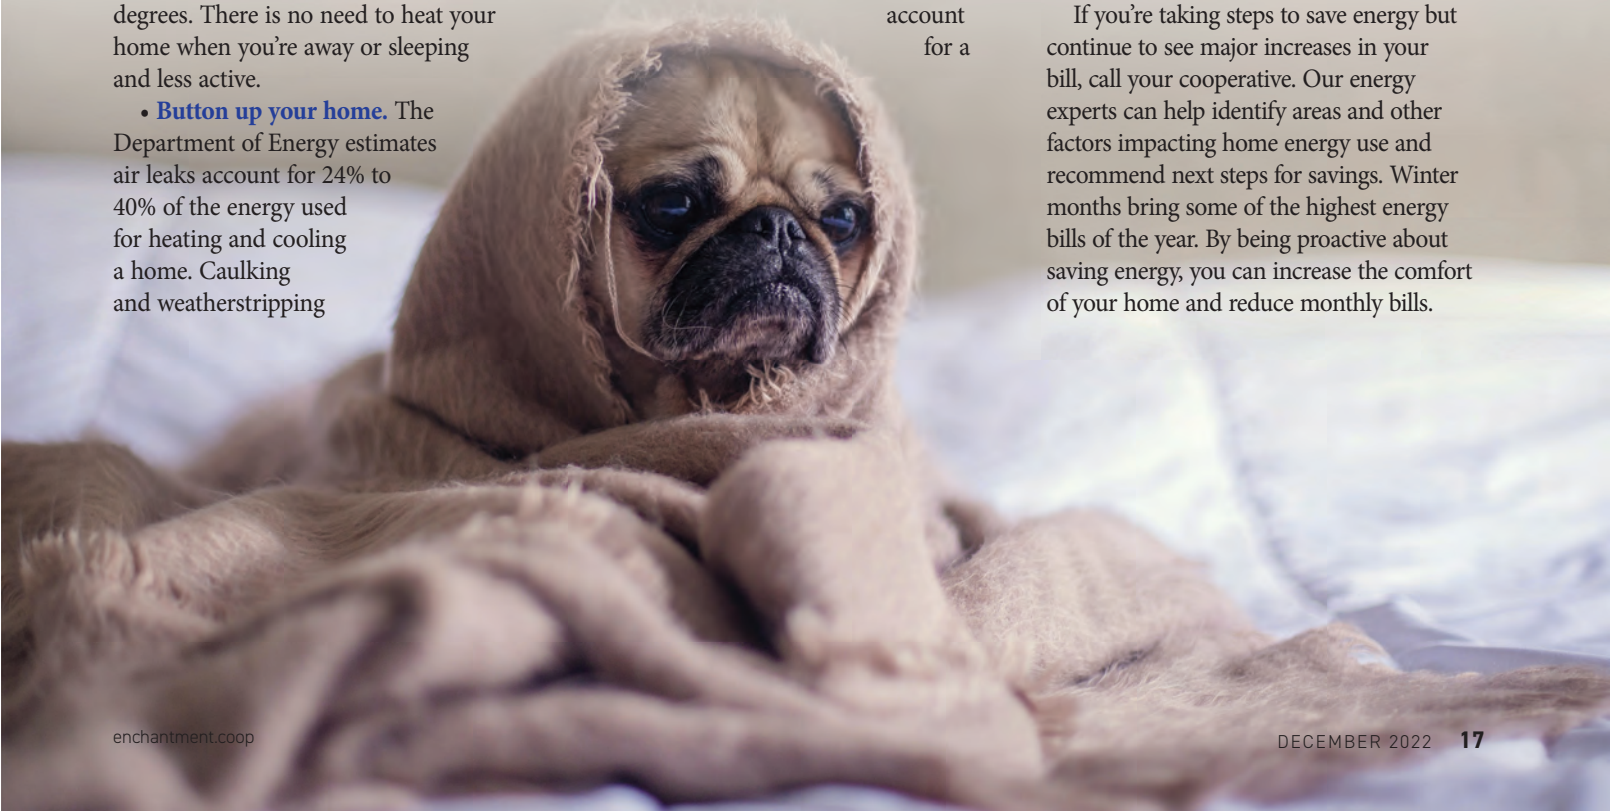 degrees. There is no need to heat your
home when you’re away or sleeping
and less active.
• Button up your home. The
Department of Energy estimates
air leaks account for 24% to
40% of the energy used
for heating and cooling
a home. Caulking
and weatherstripping
account
for a
If you’re taking steps to save energy but
continue to see major increases in your
bill, call your cooperative. Our energy
experts can help identify areas and other
factors impacting home energy use and
recommend next steps for savings. Winter
months bring some of the highest energy
bills of the year. By being proactive about
saving energy, you can increase the comfort
of your home and reduce monthly bills.
enchantment.coop
DECEMBER 2022 17